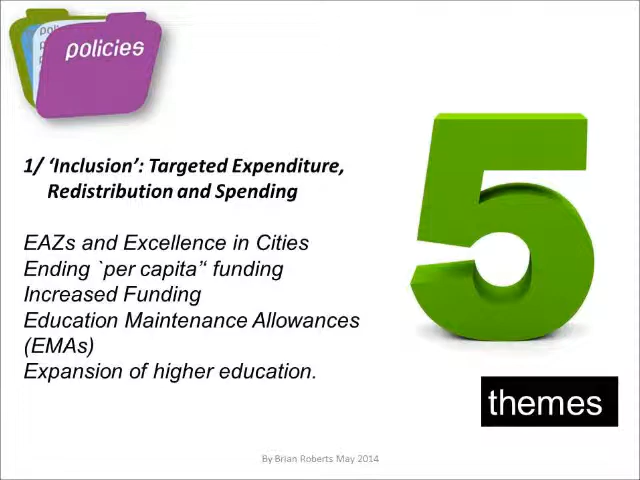 policies
1/ ‘Inclusion’: Targeted Expenditure,
Redistribution and Spending
EAZs and Excellence in Cities
Ending `per capita” funding
Increased Funding
Education Maintenance Allowances
(EMAs)
Expansion of higher education.
5
themes
By Brian Roberts May 2014